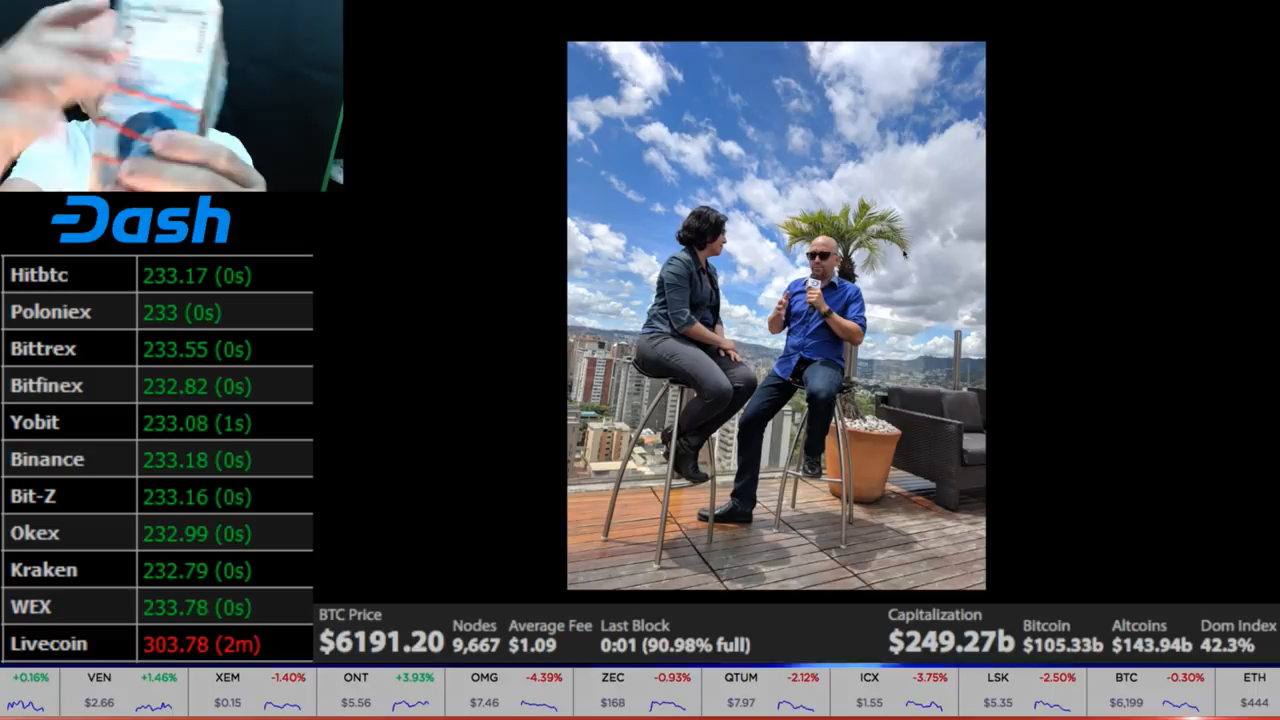 Dash
Hitbtc 233.17 (0s)
Poloniex 233 (0s)
Bittrex 233.55 (0s)
Bitfinex 232.82 (0s)
Yobit 233.08 (1s)
Binance 233.18 (0s)
Bit-Z 233.16 (0s)
Okex 232.99 (0s)
Kraken 232.79 (0s)
WEX 233.78 (0s)
Livecoin 303.78 (2m)
BTC Price Nodes Average Fee Last Block Capitalization Bitcoin Altcoins Dom Index
$6191.20 9,667 $1.09 0:01 (90.98% full) $249.27b $105.33b $143.94b 42.3%
+0.16% VEN +1.46% XEM -1.40% ONT +3.93% OMG -4.39% ZEC -0.93% QTUM -2.12% ICX -3.75% LSK -2.50% BTC -0.30% ETH
$2.66 $0.15 $5.56 $7.46 $168 $7.97 $1.55 $5.35 $6,199 $444